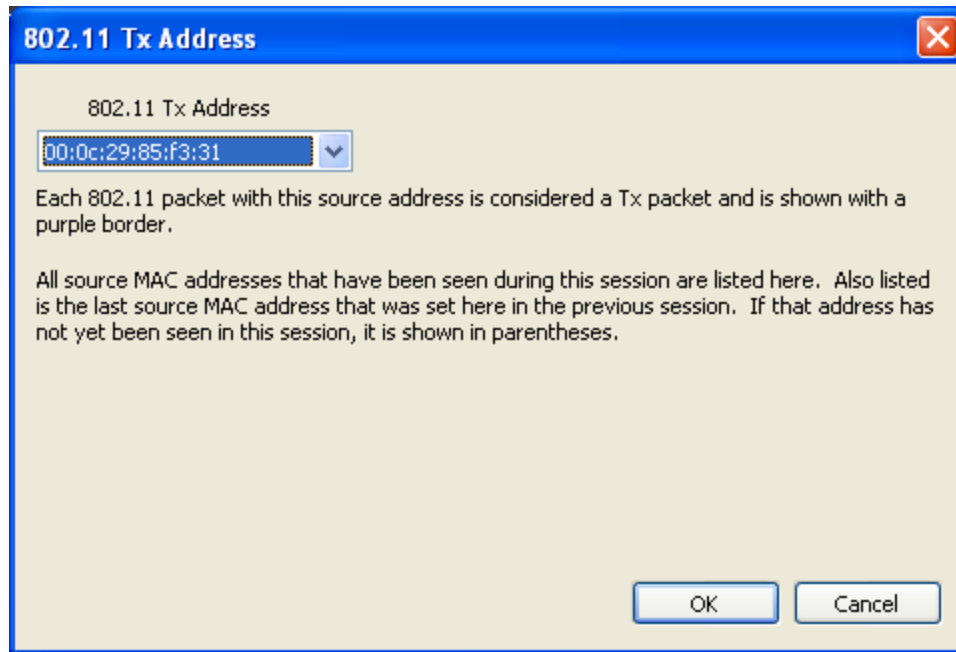 802.11 Tx Address
802.11 Tx Address
00:0c:29:85:f3:31
Each 802.11 packet with this source address is considered a Tx packet and is shown with a
purple border.
All source MAC addresses that have been seen during this session are listed here.  Also listed
is the last source MAC address that was set here in the previous session.  If that address has
not yet been seen in this session, it is shown in parentheses.
OK
Cancel